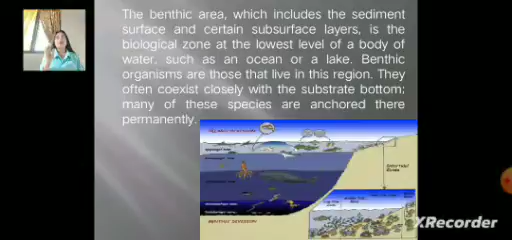 The benthic area, which includes the sediment
surface and certain subsurface layers, is the
biological zone at the lowest level of a body of
water, such as an ocean or a lake. Benthic
organisms are those that live in this region. They
often coexist closely with the substrate bottom;
many of these species are anchored there
permanently.
BENTHIC DIVISION
XRecorder